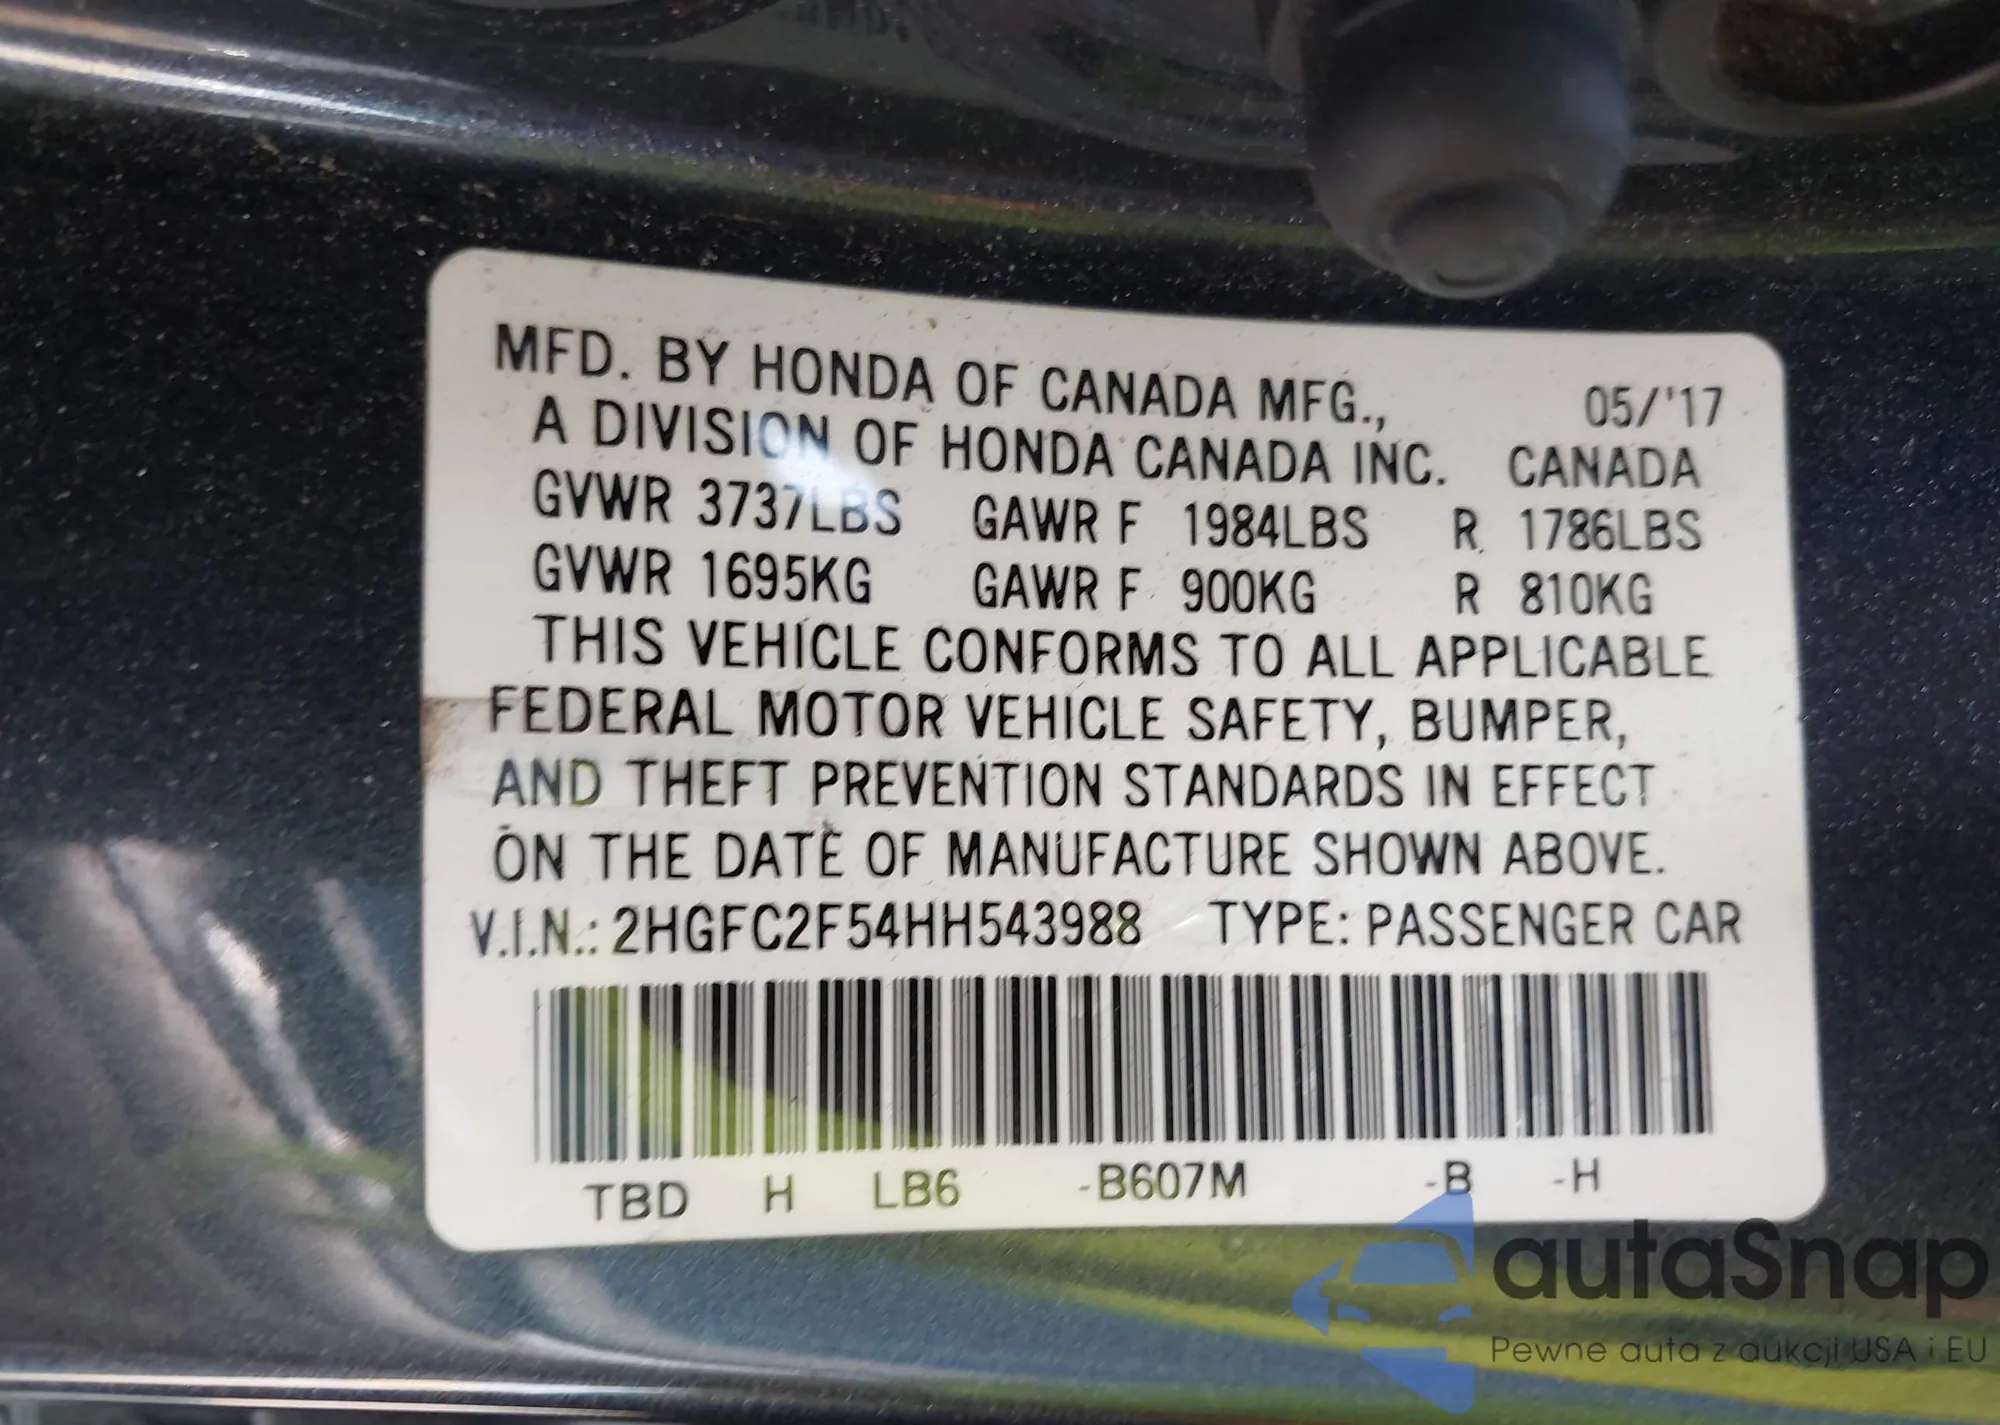 MFD. BY HONDA OF CANADA MFG., 05/'17
A DIVISION OF HONDA CANADA INC. CANADA
GVWR 3737LBS GAWR F 1984LBS R 1786LBS
GVWR 1695KG GAWR F 900KG R 810KG
THIS VEHICLE CONFORMS TO ALL APPLICABLE
FEDERAL MOTOR VEHICLE SAFETY, BUMPER,
AND THEFT PREVENTION STANDARDS IN EFFECT
ON THE DATE OF MANUFACTURE SHOWN ABOVE.
V.I.N.: 2HGFC2F54HH543988 TYPE: PASSENGER CAR
TBD H LB6 -B607M -B -H
autaSnap
Pewne auta z aukcji USA i EU